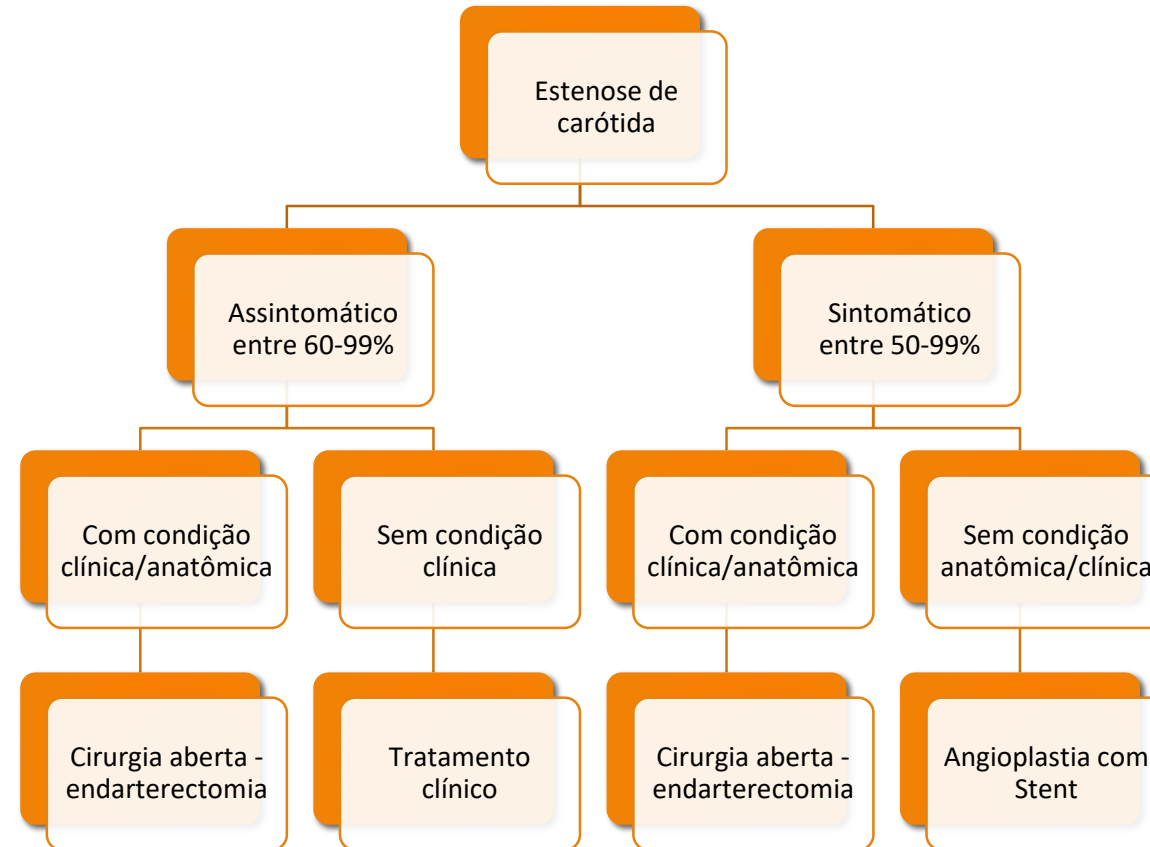 Estenose de
carótida
Assintomático
entre 60-99%
Sintomático
entre 50-99%
Com condição
clínica/anatômica
Sem condição
clínica
Com condição
clínica/anatômica
Sem condição
anatômica/clínica
Cirurgia aberta -
endarterectomia
Tratamento
clínico
Cirurgia aberta -
endarterectomia
Angioplastia com
Stent